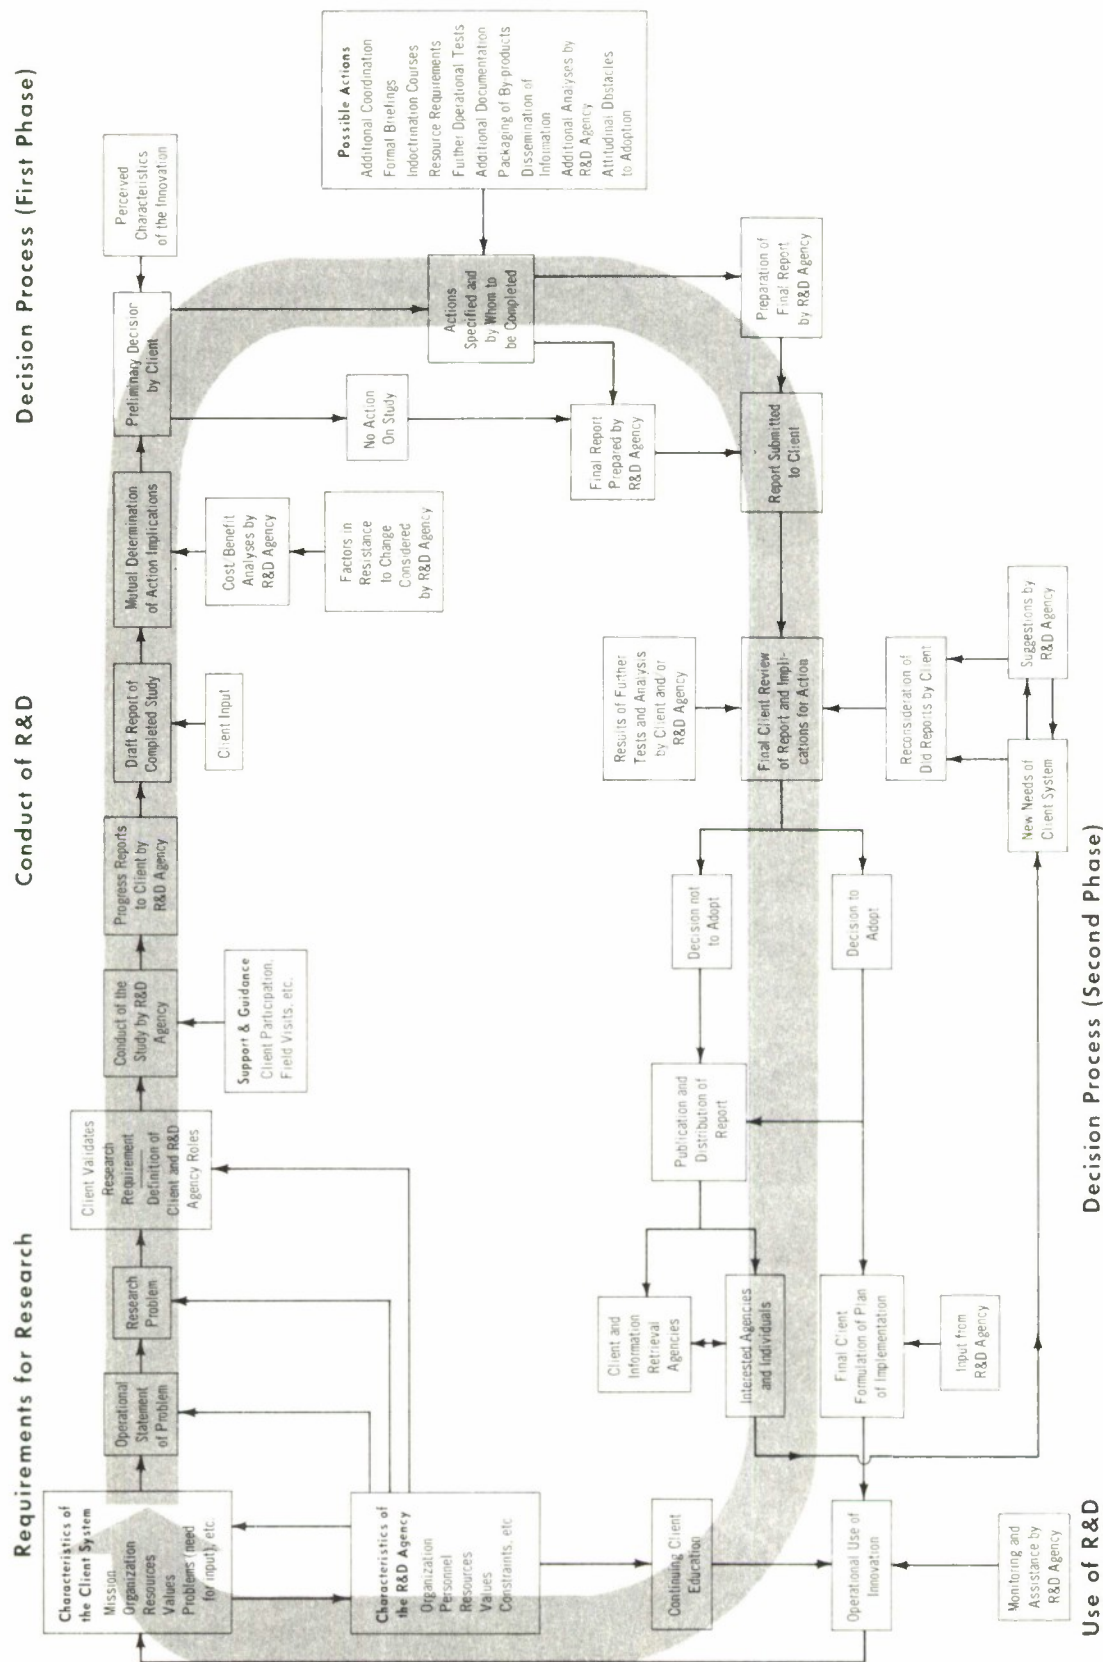 Requirements for Research
Conduct of R&D
Decision Process (First Phase)
Characteristics of
the Client System
Mission
Organization
Resources
Values
Problems (need
for input), etc.
Operational
Statement
of Problem
Research
Problem
Client Validates
Research
Requirement
Definition of
Client and R&D
Agency Roles
Conduct of the
Study by R&D
Agency
Progress Reports
to Client by
R&D Agency
Draft Report of
Completed Study
Mutual Determination
of Action Implications
Preliminary Decision
by Client
Perceived
Characteristics
of the Innovation
Support & Guidance
Client Participation,
Field Visits, etc.
Client Input
Cost/Benefit
Analyses by
R&D Agency
Factors in
Resistance
to Change
Considered
by R&D Agency
No Action
On Study
Possible Actions
Additional Coordination
Formal Briefings
Indoctrination Courses
Resource Requirements
Further Operational Tests
Additional Documentation
Packaging of By-products
Dissemination of
Information
Additional Analyses by
R&D Agency
Attitudinal Obstacles
to Adoption
Characteristics of
the R&D Agency
Organization
Personnel
Resources
Values
Constraints, etc
Actions
Specified and
by Whom to
be Completed
Final Report
Prepared by
R&D Agency
Preparation of
Final Report
by R&D Agency
Report Submitted
to Client
Results of Further
Tests and Analysis
by Client and/or
R&D Agency
Final Client Review
of Report and Impli-
cations for Action
Reconsideration of
Old Reports by Client
Suggestions by
R&D Agency
New Needs of
Client System
Decision not
to Adopt
Decision to
Adopt
Publication and
Distribution of
Report
Client and
Information
Retrieval
Agencies
Interested Agencies
and Individuals
Final Client
Formulation of Plan
of Implementation
Input from
R&D Agency
Continuing Client
Education
Operational Use of
Innovation
Monitoring and
Assistance by
R&D Agency
Use of R&D
Decision Process (Second Phase)